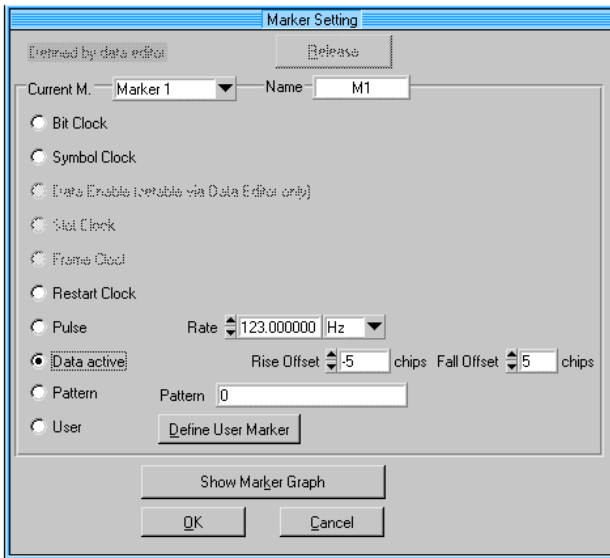 Marker Setting
Defined by data editor
Release
Current M. Marker 1 Name M1
Bit Clock
Symbol Clock
Data Enable (setable via Data Editor only)
Slot Clock
Frame Clock
Restart Clock
Pulse Rate 123.000000 Hz
Data active Rise Offset -5 chips Fall Offset 5 chips
Pattern Pattern 0
User Define User Marker
Show Marker Graph
OK Cancel